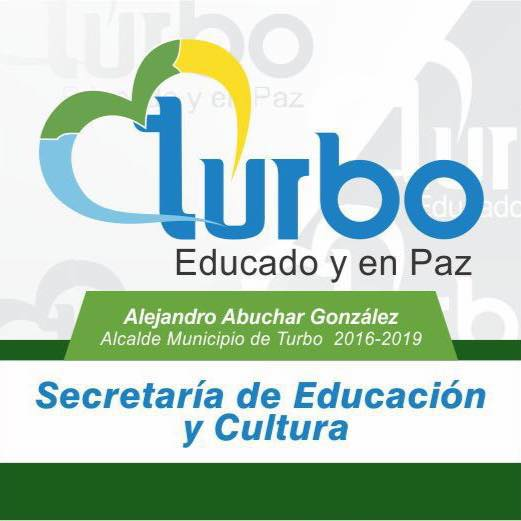 turbo
Educado y en Paz
Alejandro Abuchar González
Alcalde Municipio de Turbo 2016-2019
Secretaría de Educación
y Cultura